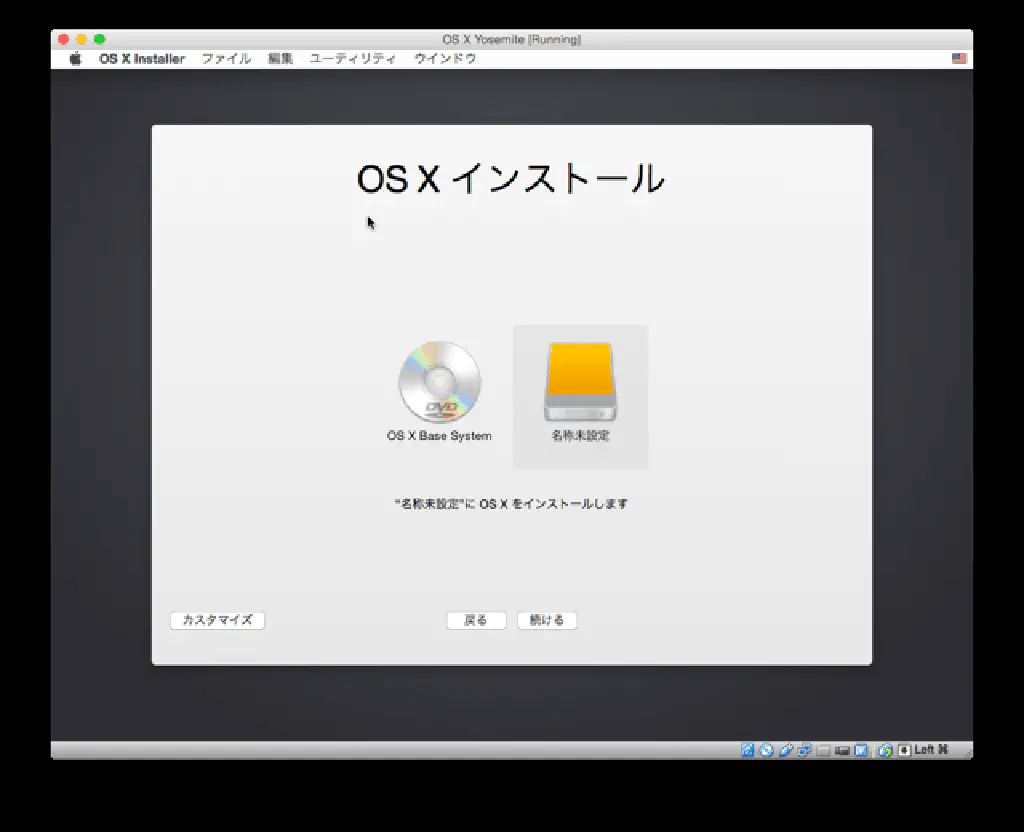 OS X Yosemite [Running]
OS X Installer ファイル 編集 ユーティリティ ウインドウ
OS X インストール
DVD
OS X Base System 名称未設定
"名称未設定"に OS X をインストールします
カスタマイズ 戻る 続ける
Left ⌘